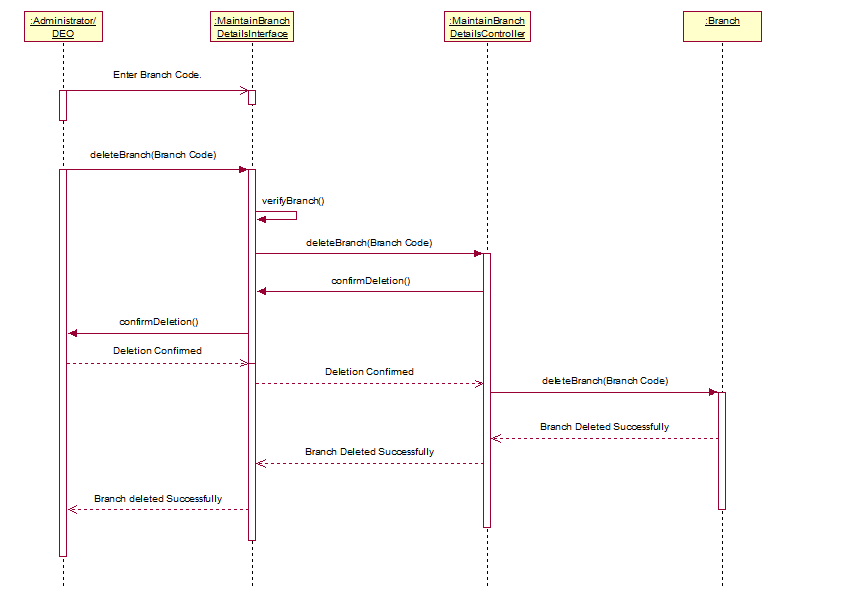 :Administrator/
DEO
:MaintainBranch
DetailsInterface
:MaintainBranch
DetailsController
:Branch
Enter Branch Code.
deleteBranch(Branch Code)
verifyBranch()
deleteBranch(Branch Code)
confirmDeletion()
confirmDeletion()
Deletion Confirmed
Deletion Confirmed
deleteBranch(Branch Code)
Branch Deleted Successfully
Branch Deleted Successfully
Branch deleted Successfully